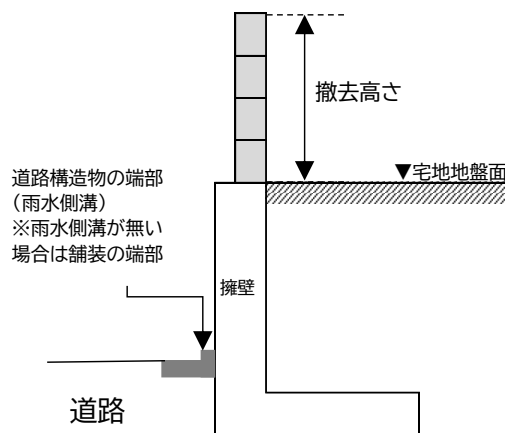 撤去高さ
▼宅地地盤面
道路構造物の端部
（雨水側溝）
※雨水側溝が無い
場合は舗装の端部
擁壁
道路